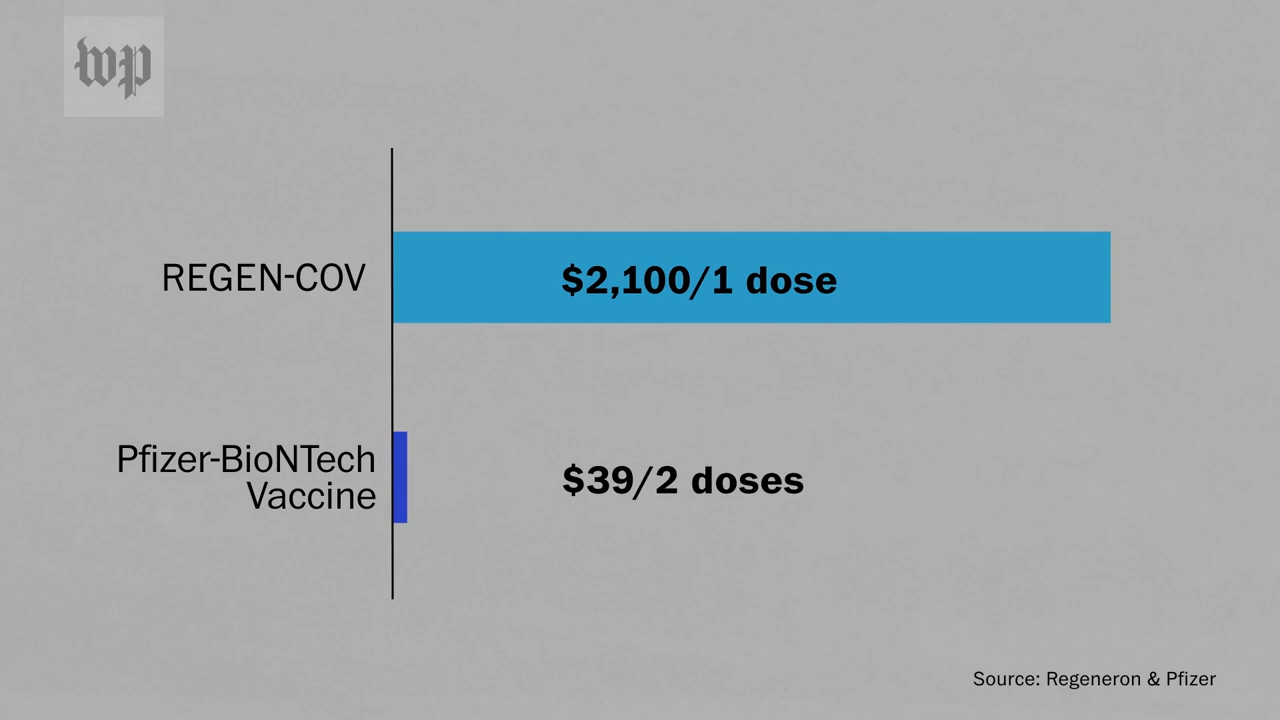 wp
REGEN-COV
$2,100/1 dose
Pfizer-BioNTech
Vaccine
$39/2 doses
Source: Regeneron & Pfizer